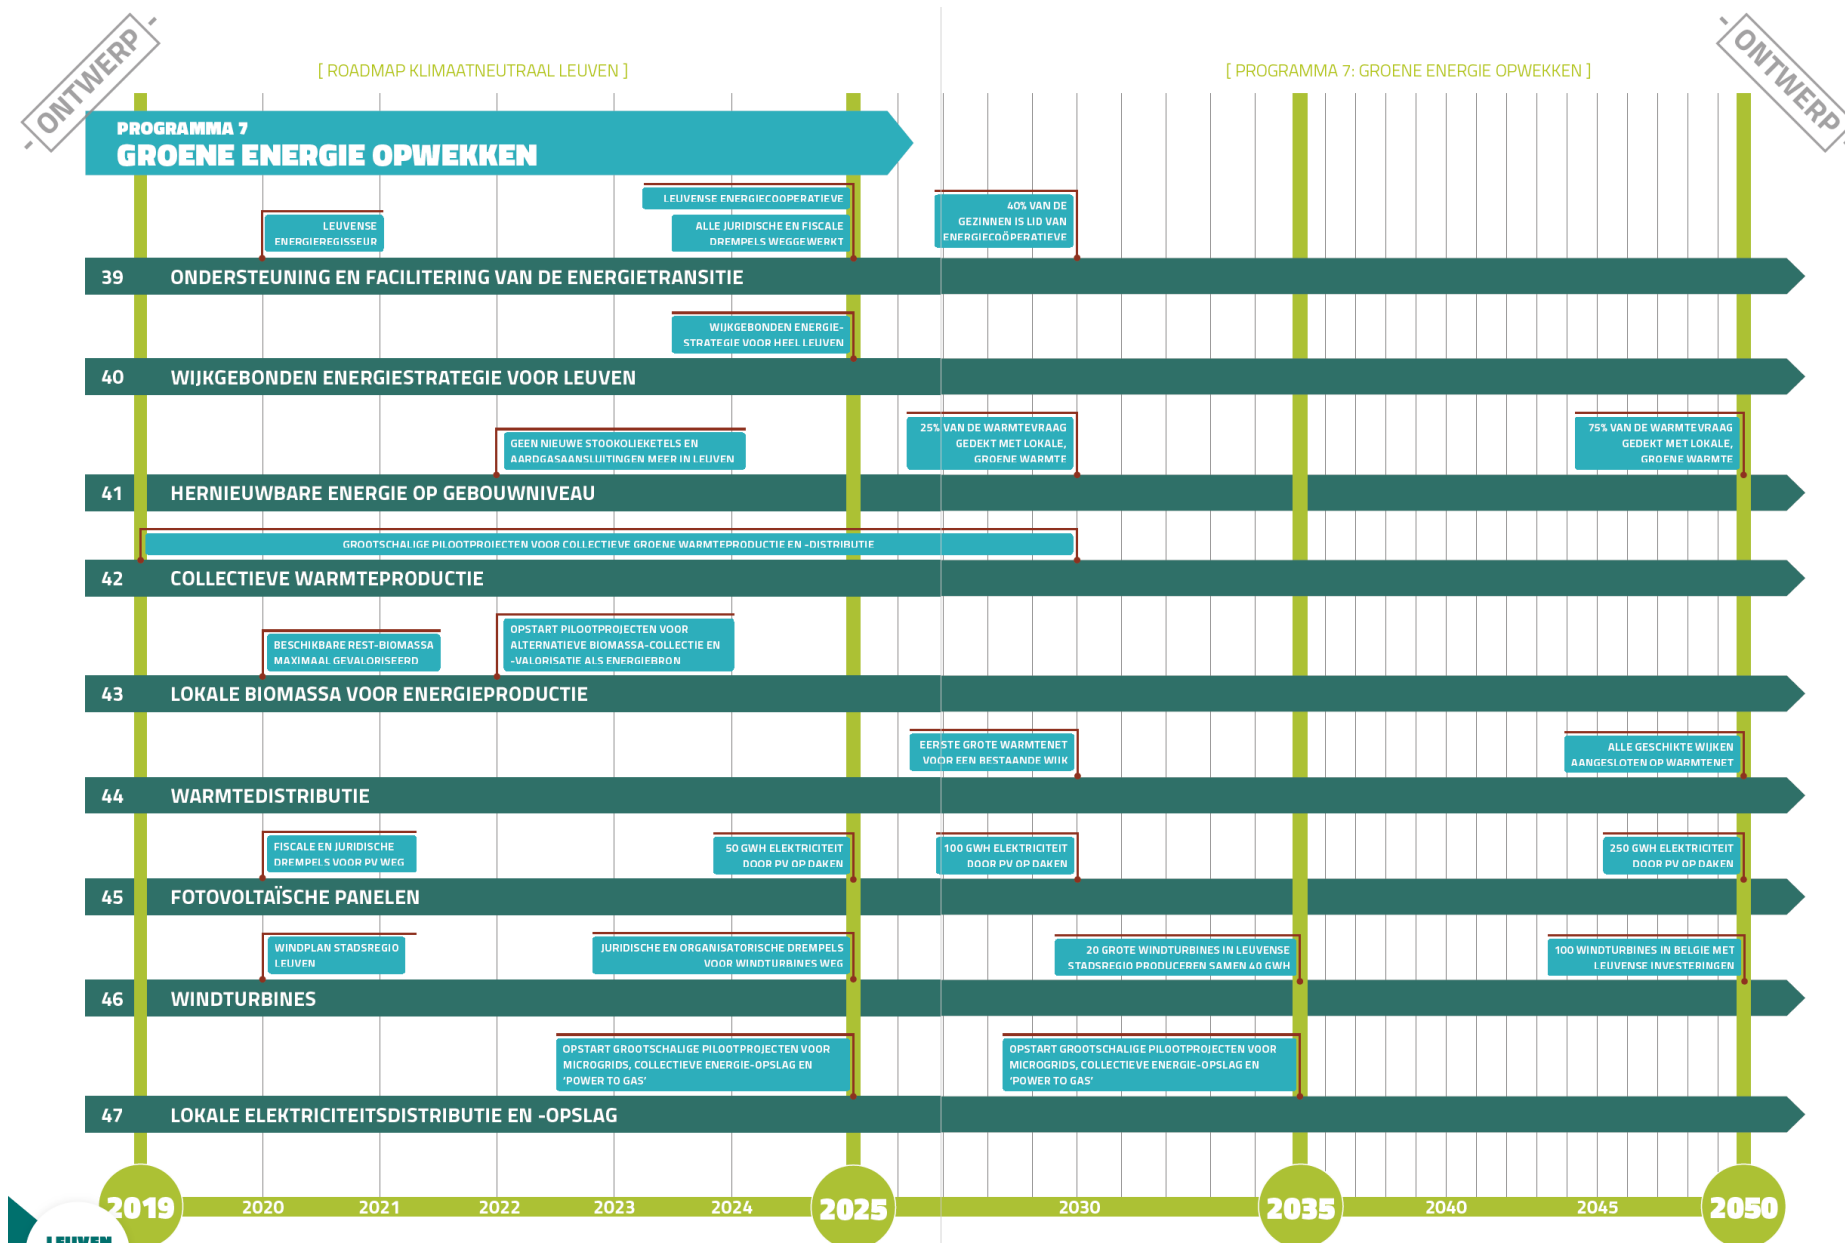 ONTWERP
[ ROADMAP KLIMAATNEUTRAAL LEUVEN ]
[ PROGRAMMA 7: GROENE ENERGIE OPWEKKEN ]
ONTWERP
PROGRAMMA 7
GROENE ENERGIE OPWEKKEN
LEUVENSE
ENERGIEREGISSEUR
LEUVENSE ENERGIECOOPERATIEVE
ALLE JURIDISCHE EN FISCALE
DREMPELS WEGGEWERKT
40% VAN DE
GEZINNEN IS LID VAN
ENERGIECOÖPERATIEVE
39 ONDERSTEUNING EN FACILITERING VAN DE ENERGIETRANSITIE
WIJKGEBONDEN ENERGIE-
STRATEGIE VOOR HEEL LEUVEN
40 WIJKGEBONDEN ENERGIESTRATEGIE VOOR LEUVEN
GEEN NIEUWE STOOKOLIEKETELS EN
AARDGASAANSLUITINGEN MEER IN LEUVEN
25% VAN DE WARMTEVRAAG
GEDEKT MET LOKALE,
GROENE WARMTE
75% VAN DE WARMTEVRAAG
GEDEKT MET LOKALE,
GROENE WARMTE
41 HERNIEUWBARE ENERGIE OP GEBOUWNIVEAU
GROOTSCHALIGE PILOOTPROJECTEN VOOR COLLECTIEVE GROENE WARMTEPRODUCTIE EN -DISTRIBUTIE
42 COLLECTIEVE WARMTEPRODUCTIE
BESCHIKBARE REST-BIOMASSA
MAXIMAAL GEVALORISEERD
OPSTART PILOOTPROJECTEN VOOR
ALTERNATIEVE BIOMASSA-COLLECTIE EN
-VALORISATIE ALS ENERGIEBRON
43 LOKALE BIOMASSA VOOR ENERGIEPRODUCTIE
EERSTE GROTE WARMTENET
VOOR EEN BESTAANDE WIJK
ALLE GESCHIKTE WIJKEN
AANGESLOTEN OP WARMTENET
44 WARMTEDISTRIBUTIE
FISCALE EN JURIDISCHE
DREMPELS VOOR PV WEG
50 GWH ELEKTRICITEIT
DOOR PV OP DAKEN
100 GWH ELEKTRICITEIT
DOOR PV OP DAKEN
250 GWH ELEKTRICITEIT
DOOR PV OP DAKEN
45 FOTOVOLTAÏSCHE PANELEN
WINDPLAN STADSREGIO
LEUVEN
JURIDISCHE EN ORGANISATORISCHE DREMPELS
VOOR WINDTURBINES WEG
20 GROTE WINDTURBINES IN LEUVENSE
STADSREGIO PRODUCEREN SAMEN 40 GWH
100 WINDTURBINES IN BELGIE MET
LEUVENSE INVESTERINGEN
46 WINDTURBINES
OPSTART GROOTSCHALIGE PILOOTPROJECTEN VOOR
MICROGRIDS, COLLECTIEVE ENERGIE-OPSLAG EN
‘POWER TO GAS’
OPSTART GROOTSCHALIGE PILOOTPROJECTEN VOOR
MICROGRIDS, COLLECTIEVE ENERGIE-OPSLAG EN
‘POWER TO GAS’
47 LOKALE ELEKTRICITEITSDISTRIBUTIE EN -OPSLAG
2019 2020 2021 2022 2023 2024 2025 2030 2035 2040 2045 2050
LEUVEN